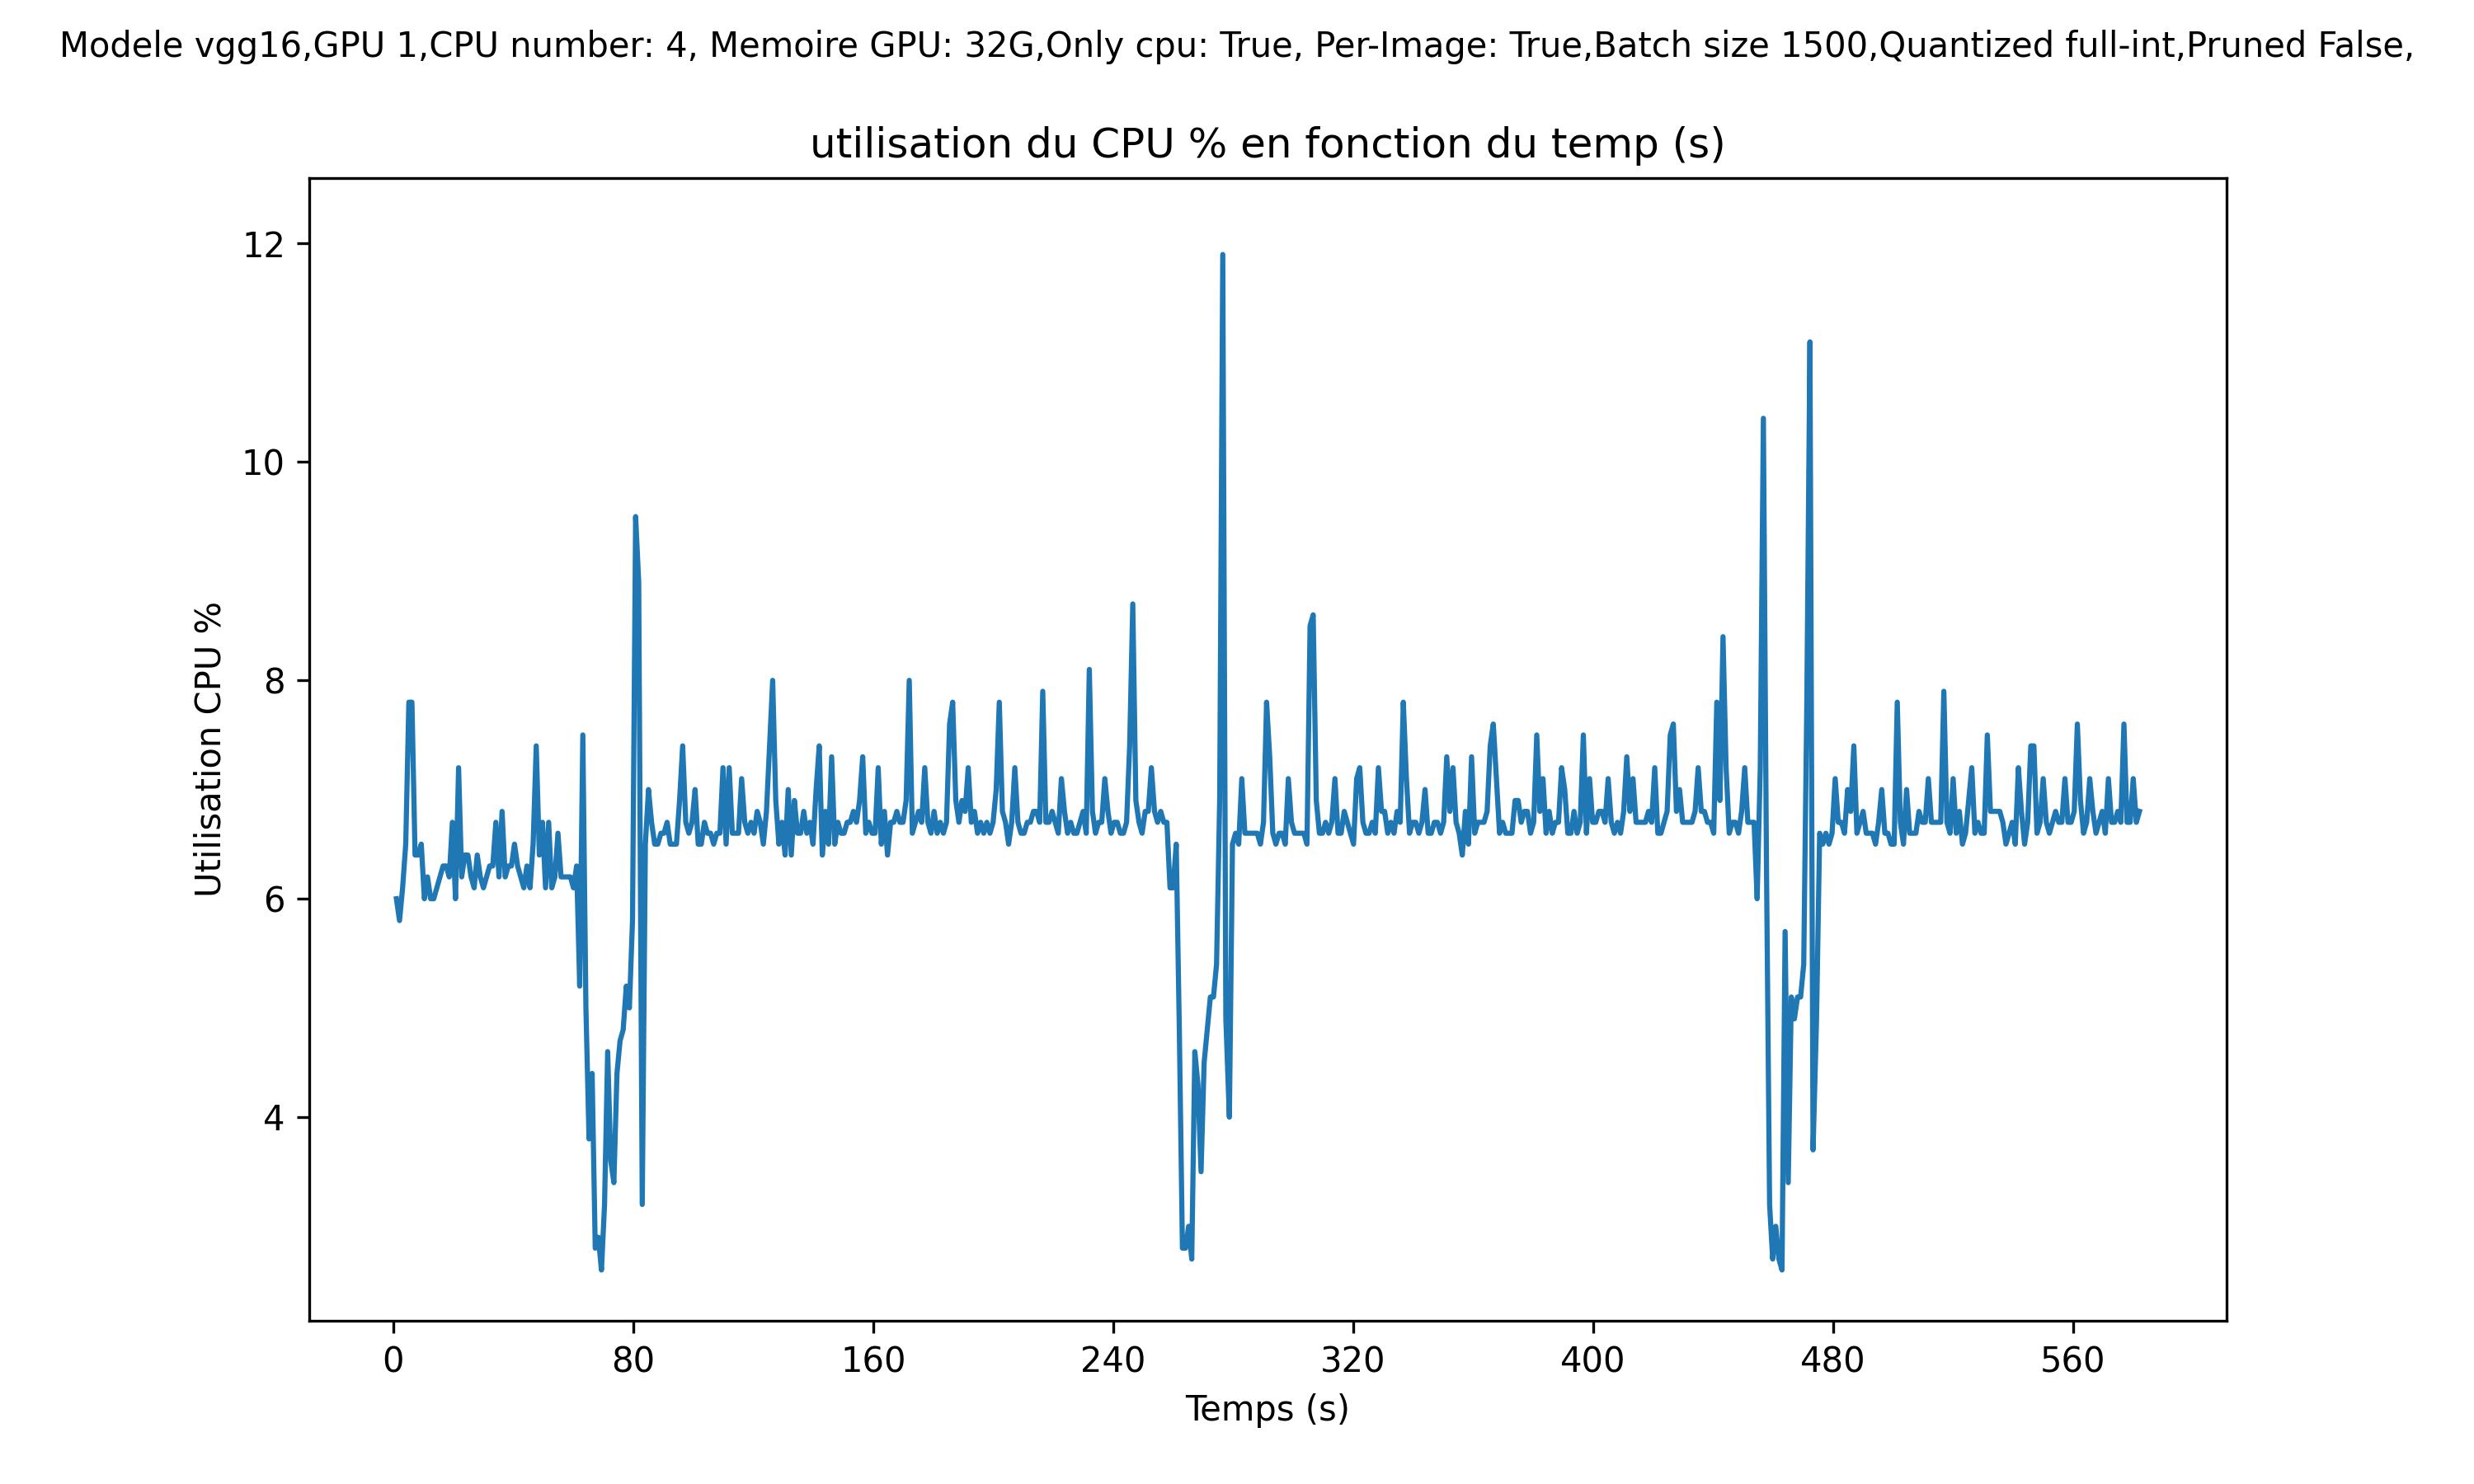 Modele vgg16,GPU 1,CPU number: 4, Memoire GPU: 32G,Only cpu: True, Per-Image: True,Batch size 1500,Quantized full-int,Pruned False,
utilisation du CPU % en fonction du temp (s)
12
10
8
6
4
Utilisation CPU %
0 80 160 240 320 400 480 560
Temps (s)